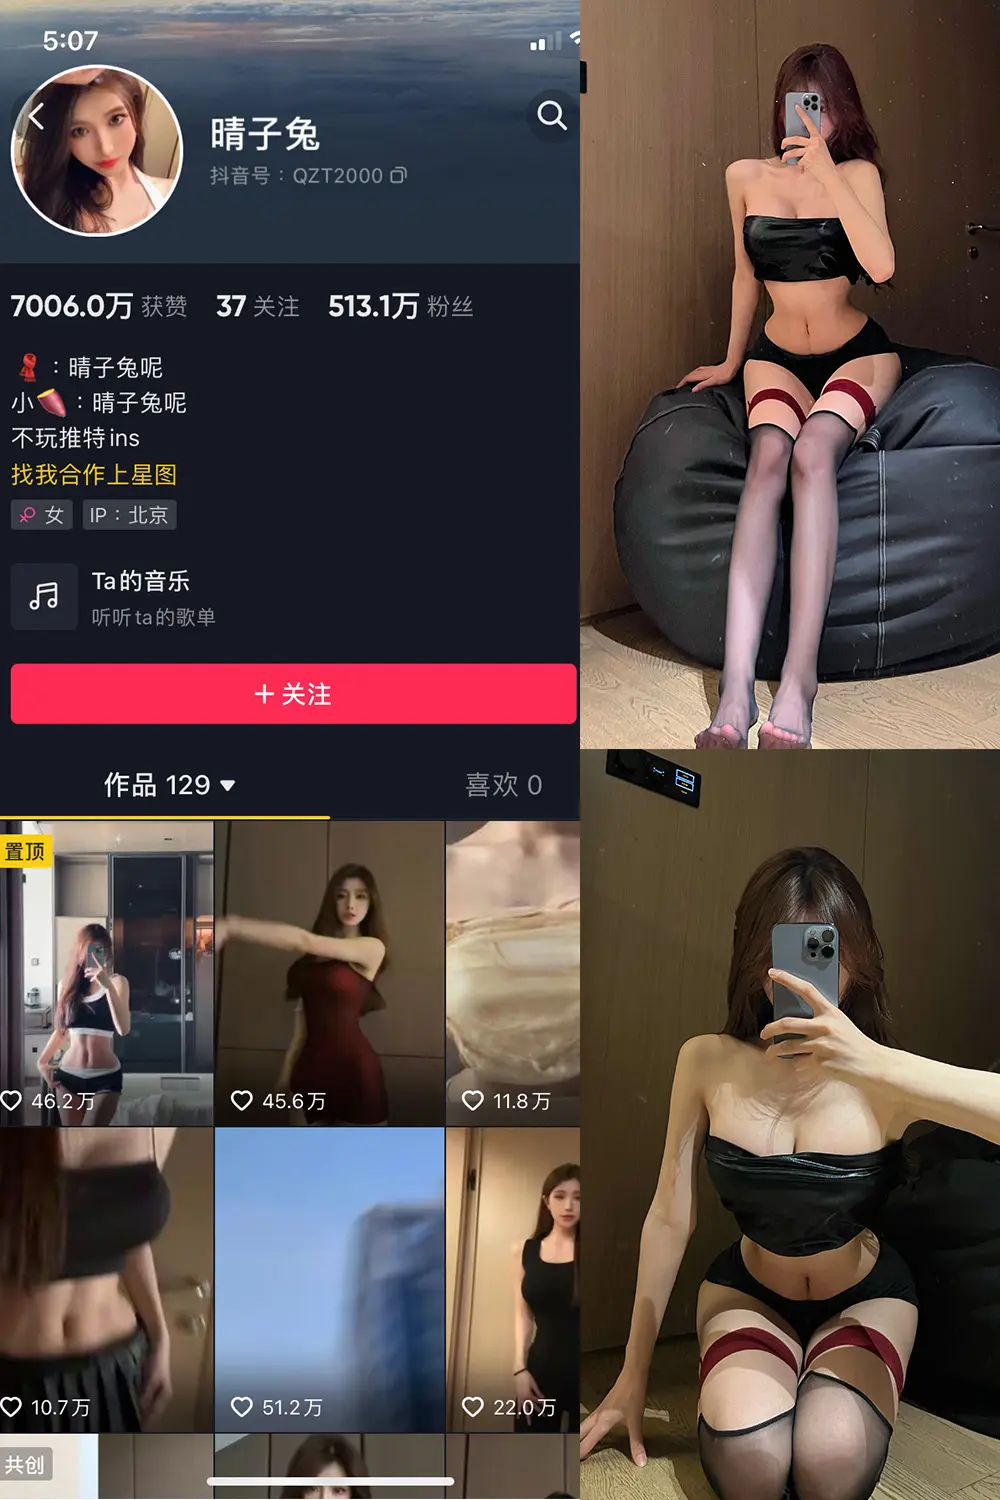 5:07
晴子兔
抖音号：QZT2000
7006.0万 获赞 37 关注 513.1万 粉丝
：晴子兔呢
小🍠：晴子兔呢
不玩推特ins
找我合作上星图
女 IP：北京
Ta的音乐
听听ta的歌单
+ 关注
作品 129 喜欢 0
置顶
46.2万 45.6万 11.8万
10.7万 51.2万 22.0万
共创